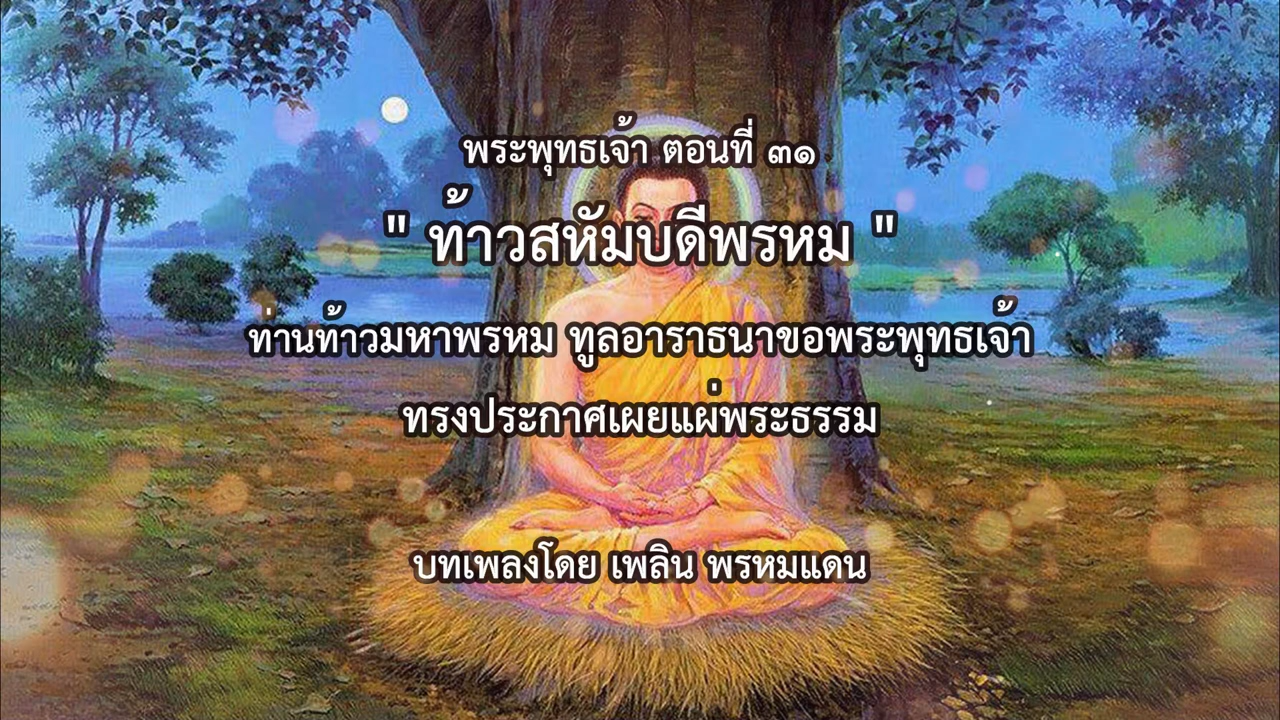 พระพุทธเจ้า ตอนที่ ๓๑
" ท้าวสหัมบดีพรหม "
ท่านท้าวมหาพรหม ทูลอาราธนาขอพระพุทธเจ้า
ทรงประกาศเผยแผ่พระธรรม
บทเพลงโดย เพลิน พรหมแดน